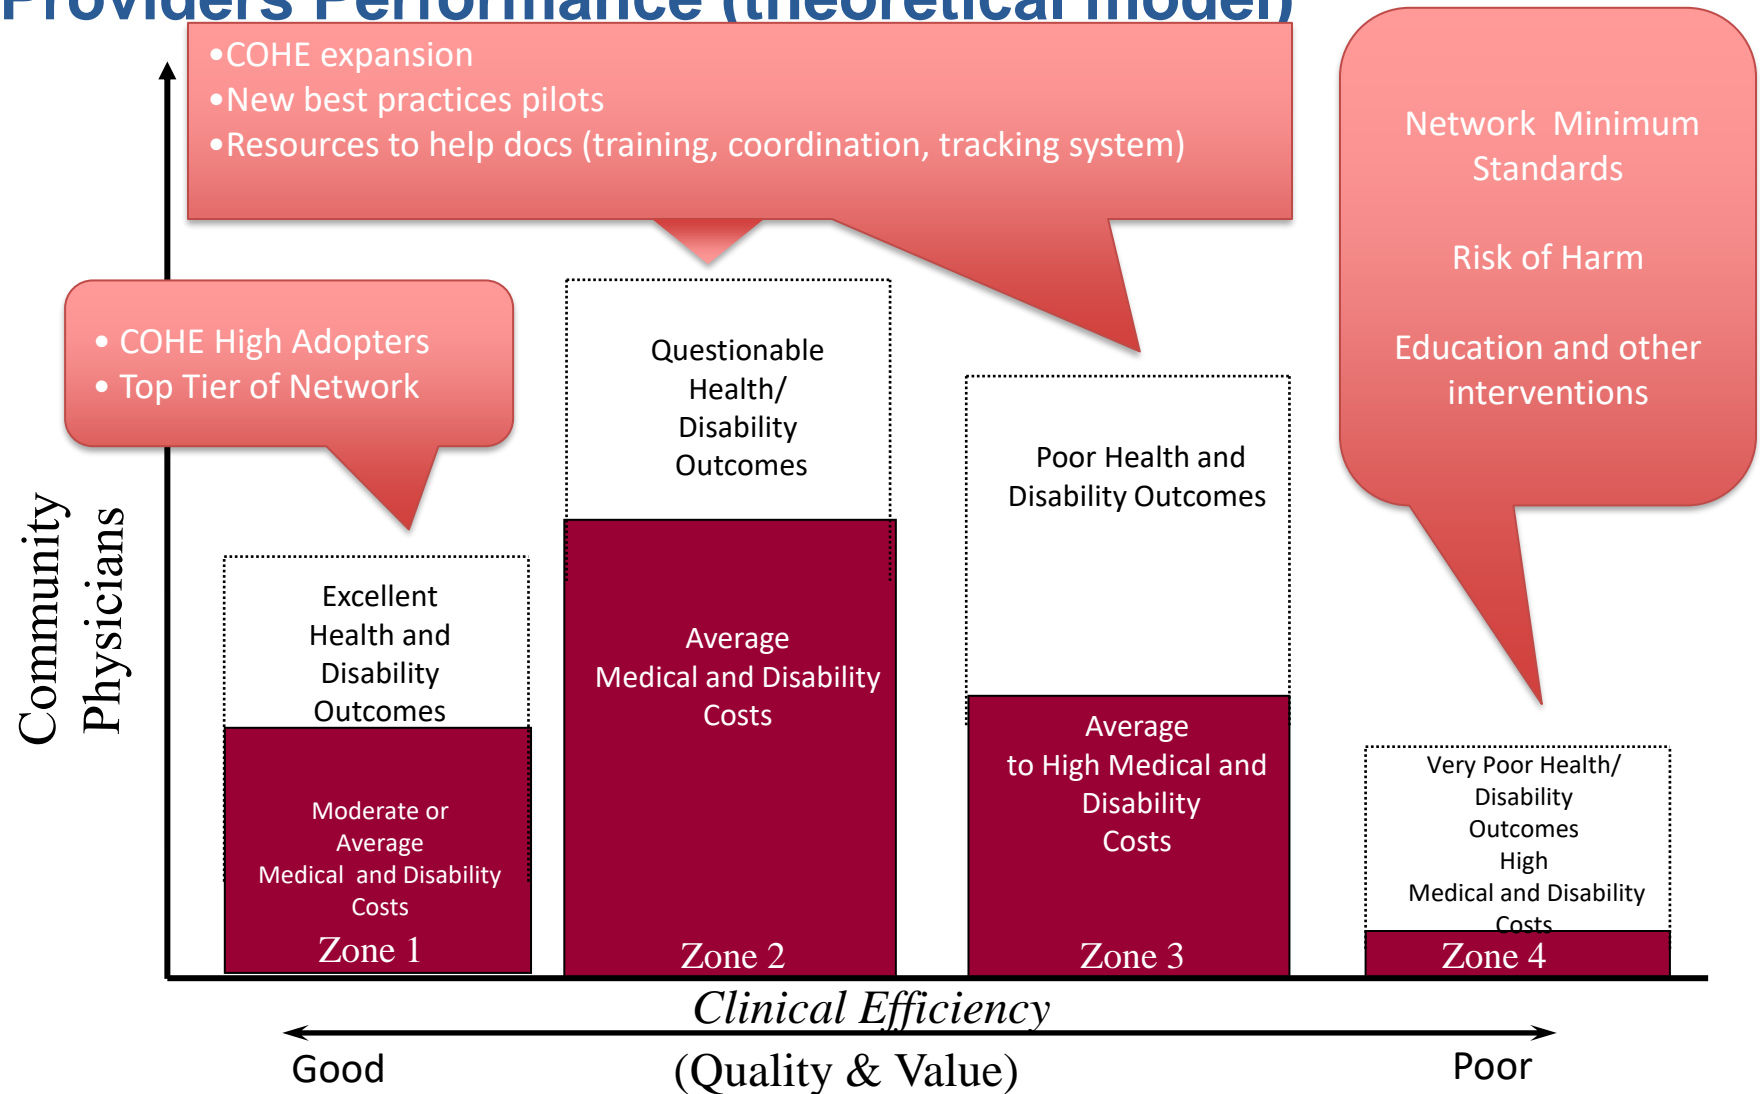 Providers Performance (theoretical model)
•COHE expansion
•New best practices pilots
•Resources to help docs (training, coordination, tracking system)
Network Minimum
Standards
Risk of Harm
Education and other
interventions
• COHE High Adopters
• Top Tier of Network
Questionable
Health/
Disability
Outcomes
Poor Health and
Disability Outcomes
Community
Physicians
Excellent
Health and
Disability
Outcomes
Average
Medical and Disability
Costs
Average
to High Medical and
Disability
Costs
Very Poor Health/
Disability
Outcomes
High
Medical and Disability
Costs
Moderate or
Average
Medical and Disability
Costs
Zone 1
Zone 2
Zone 3
Zone 4
Clinical Efficiency
Good
(Quality & Value)
Poor